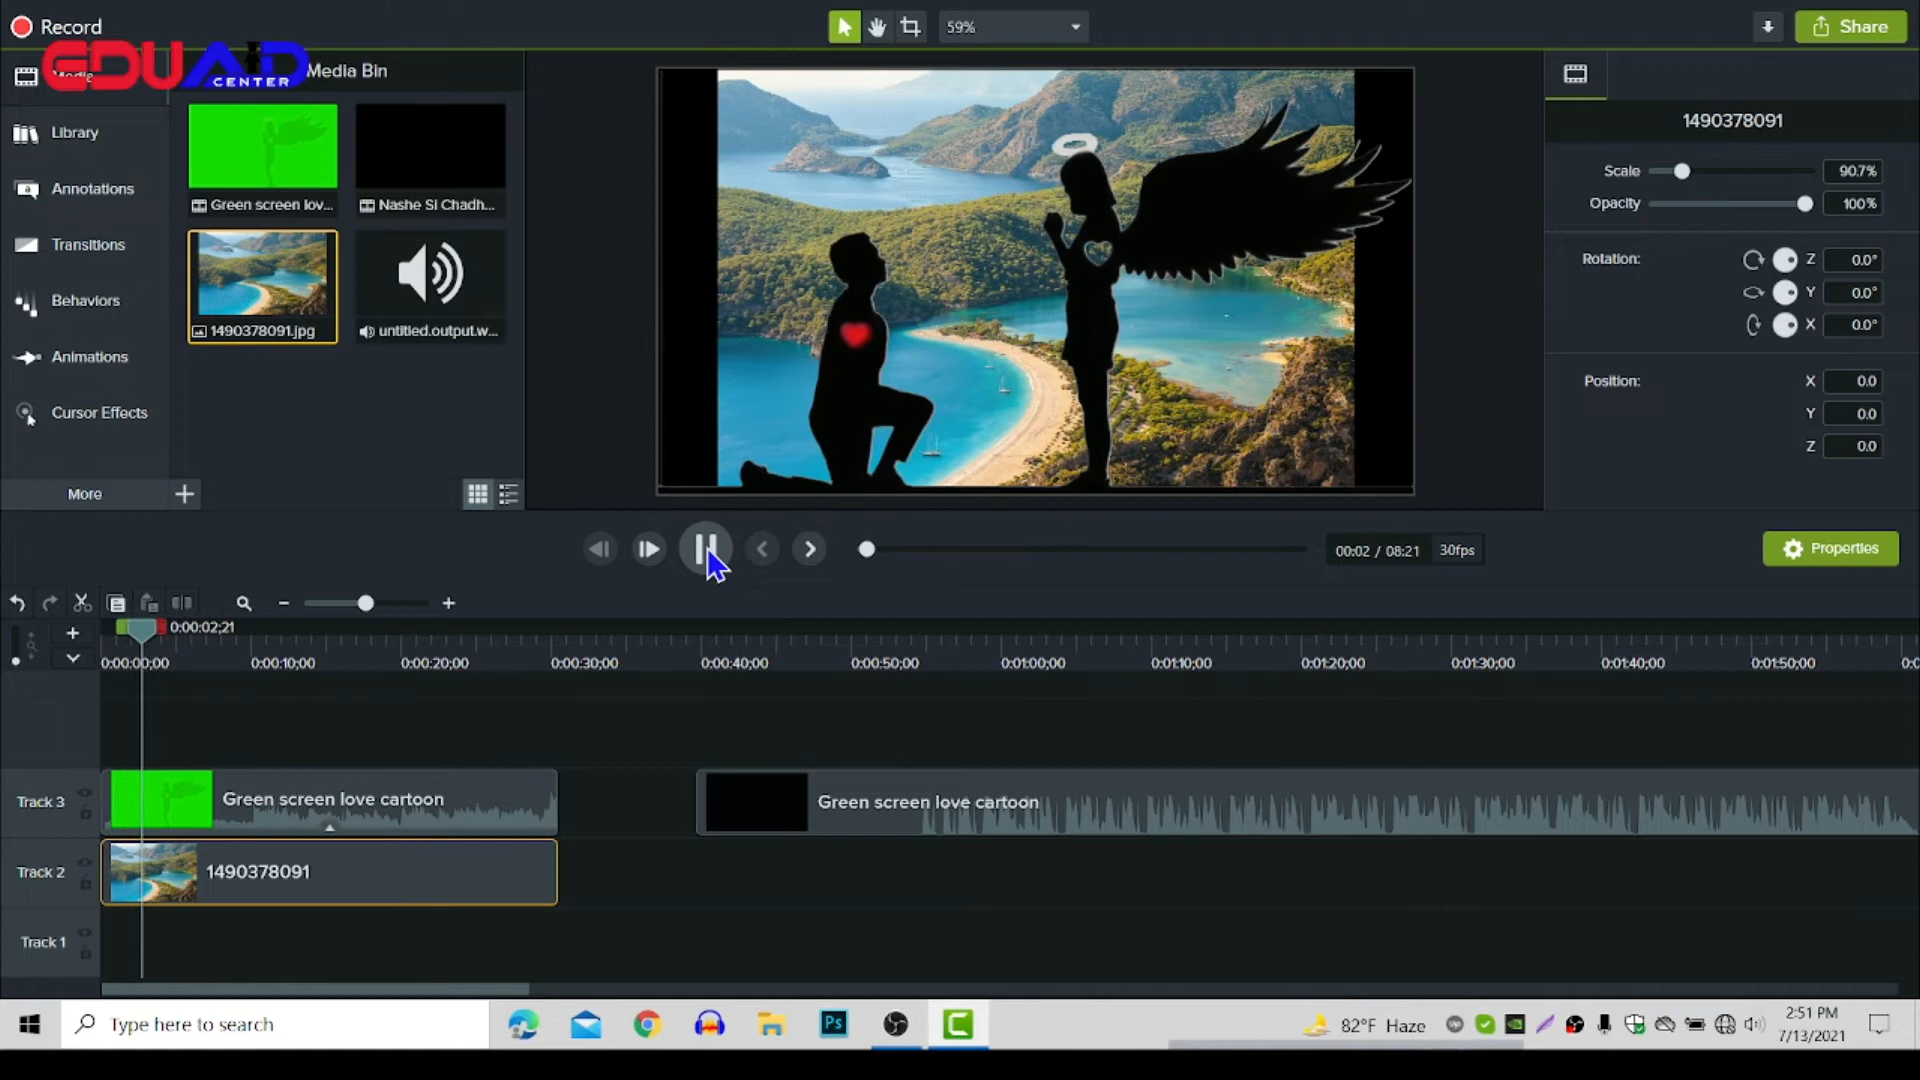 Record
59%
Share
EDUAID
CENTER
Media Bin
1490378091
Library
Annotations
Transitions
Behaviors
Animations
Cursor Effects
More
Green screen lov...
Nashe Si Chadh...
1490378091.jpg
untitled.output.w...
Scale 90.7%
Opacity 100%
Rotation: Z 0.0°
Y 0.0°
X 0.0°
Position: X 0.0
Y 0.0
Z 0.0
00:02 / 08:21 30fps
Properties
0:00:02;21
0:00:00;00 0:00:10;00 0:00:20;00 0:00:30;00 0:00:40;00 0:00:50;00 0:01:00;00 0:01:10;00 0:01:20;00 0:01:30;00 0:01:40;00 0:01:50;00
Track 3 Green screen love cartoon Green screen love cartoon
Track 2 1490378091
Track 1
Type here to search
Ps
82°F Haze
2:51 PM
7/13/2021